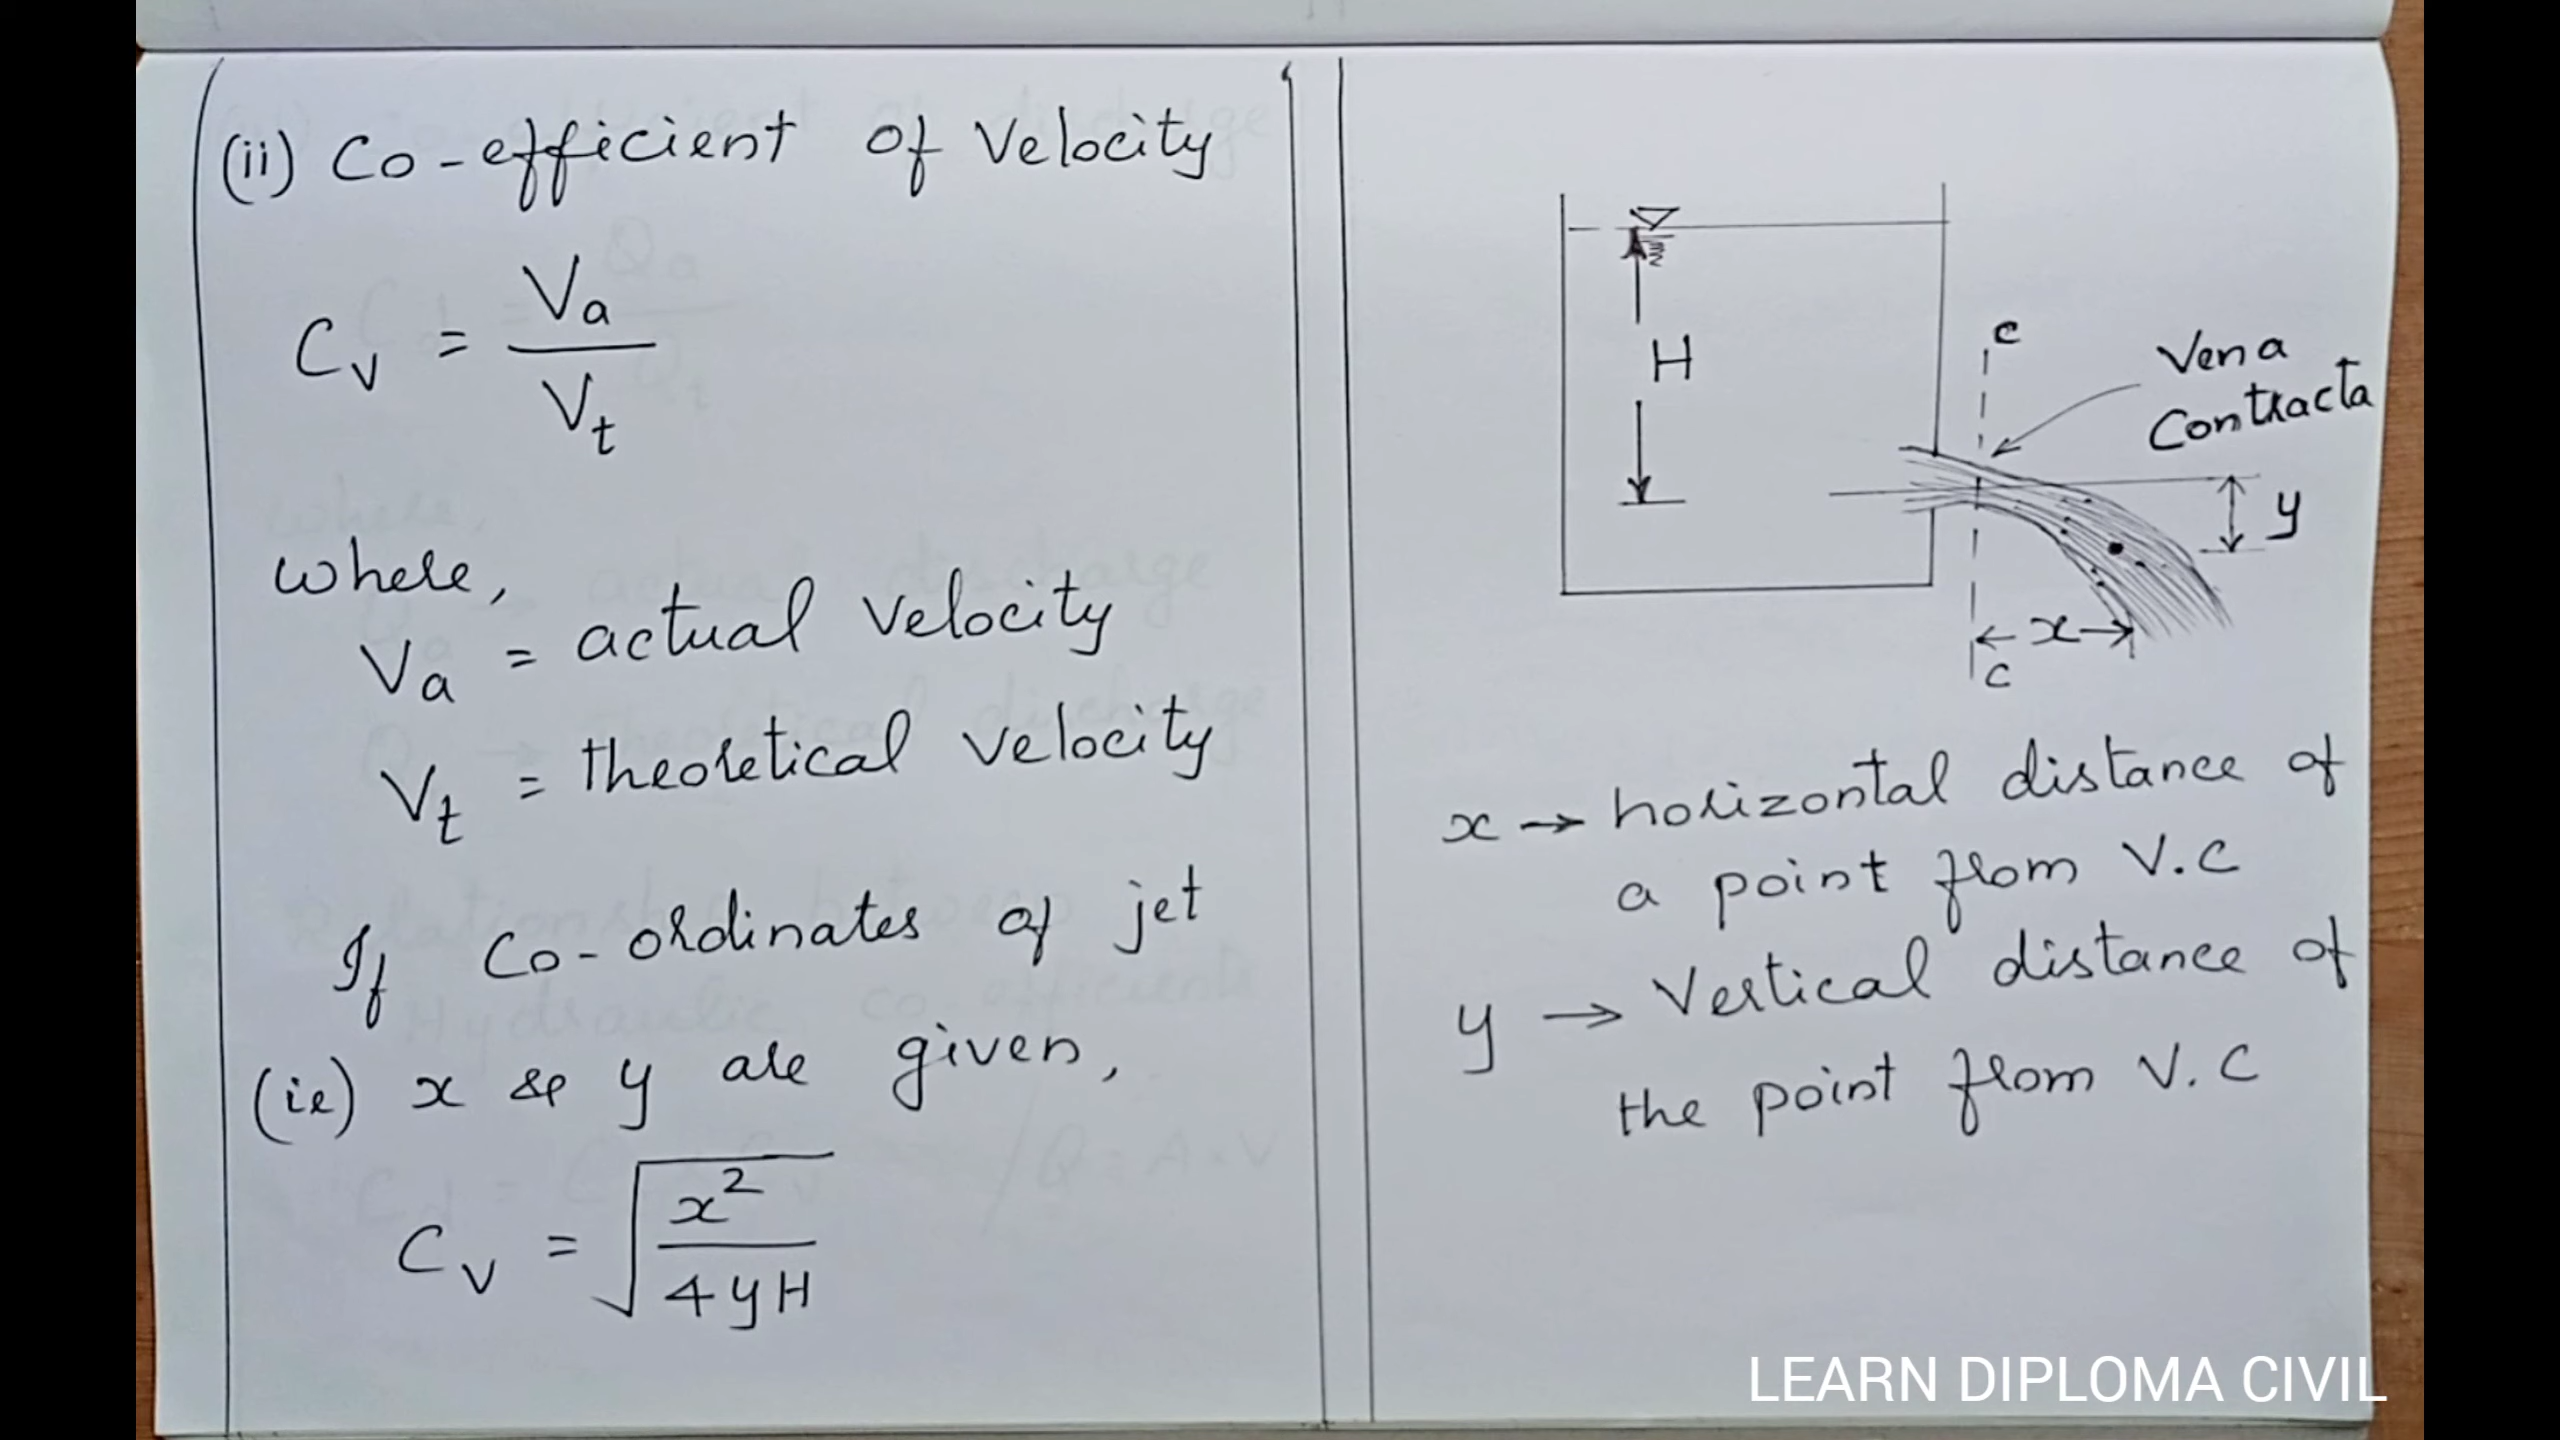 (ii) Co-efficient of Velocity
Cv = Va / Vt
where,
Va = actual velocity
Vt = theoretical velocity
If Co-ordinates of jet
(ie) x & y are given,
Cv = √(x² / 4yH)
H
c
Vena
Contracta
y
x
c
x → horizontal distance of
a point from V.C
y → Vertical distance of
the point from V.C
LEARN DIPLOMA CIVIL